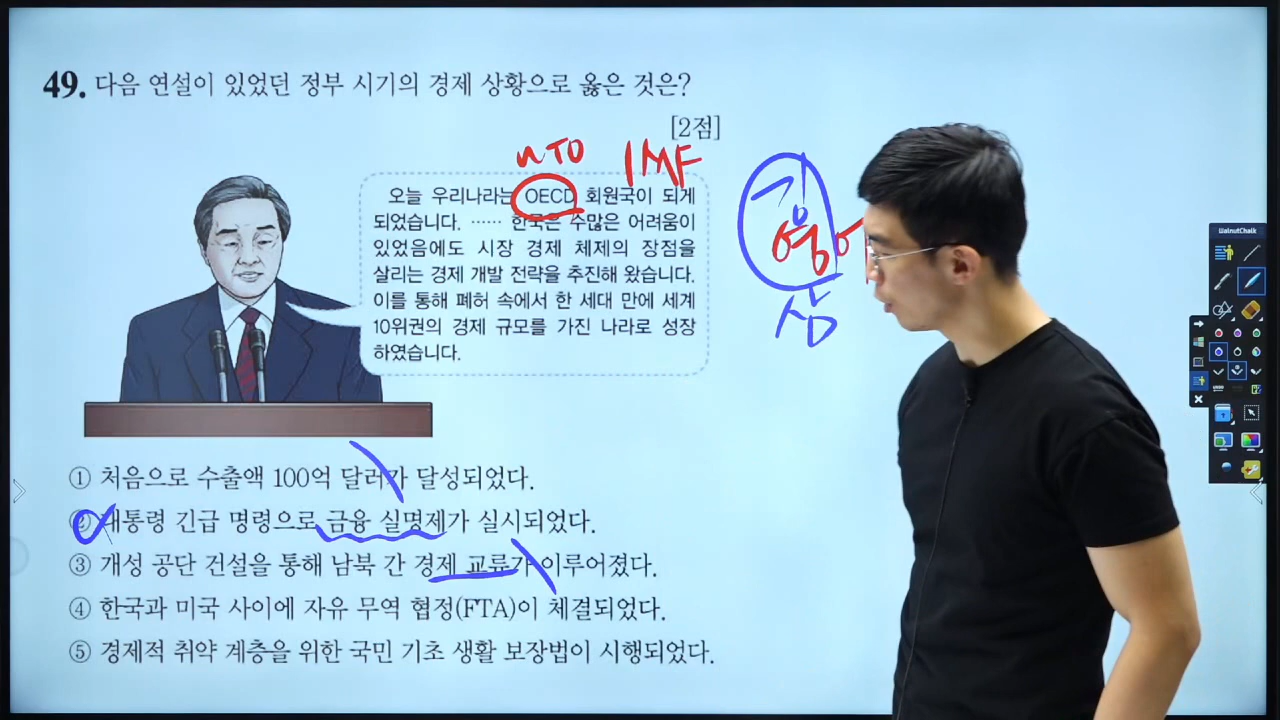 49. 다음 연설이 있었던 정부 시기의 경제 상황으로 옳은 것은?
[2점]
WTO IMF
오늘 우리나라는 OECD 회원국이 되게
되었습니다. …… 한국은 수많은 어려움이
있었음에도 시장 경제 체제의 장점을
살리는 경제 개발 전략을 추진해 왔습니다.
이를 통해 폐허 속에서 한 세대 만에 세계
10위권의 경제 규모를 가진 나라로 성장
하였습니다.
김
영
삼
① 처음으로 수출액 100억 달러가 달성되었다.
② 대통령 긴급 명령으로 금융 실명제가 실시되었다.
③ 개성 공단 건설을 통해 남북 간 경제 교류가 이루어졌다.
④ 한국과 미국 사이에 자유 무역 협정(FTA)이 체결되었다.
⑤ 경제적 취약 계층을 위한 국민 기초 생활 보장법이 시행되었다.
WalnutChalk